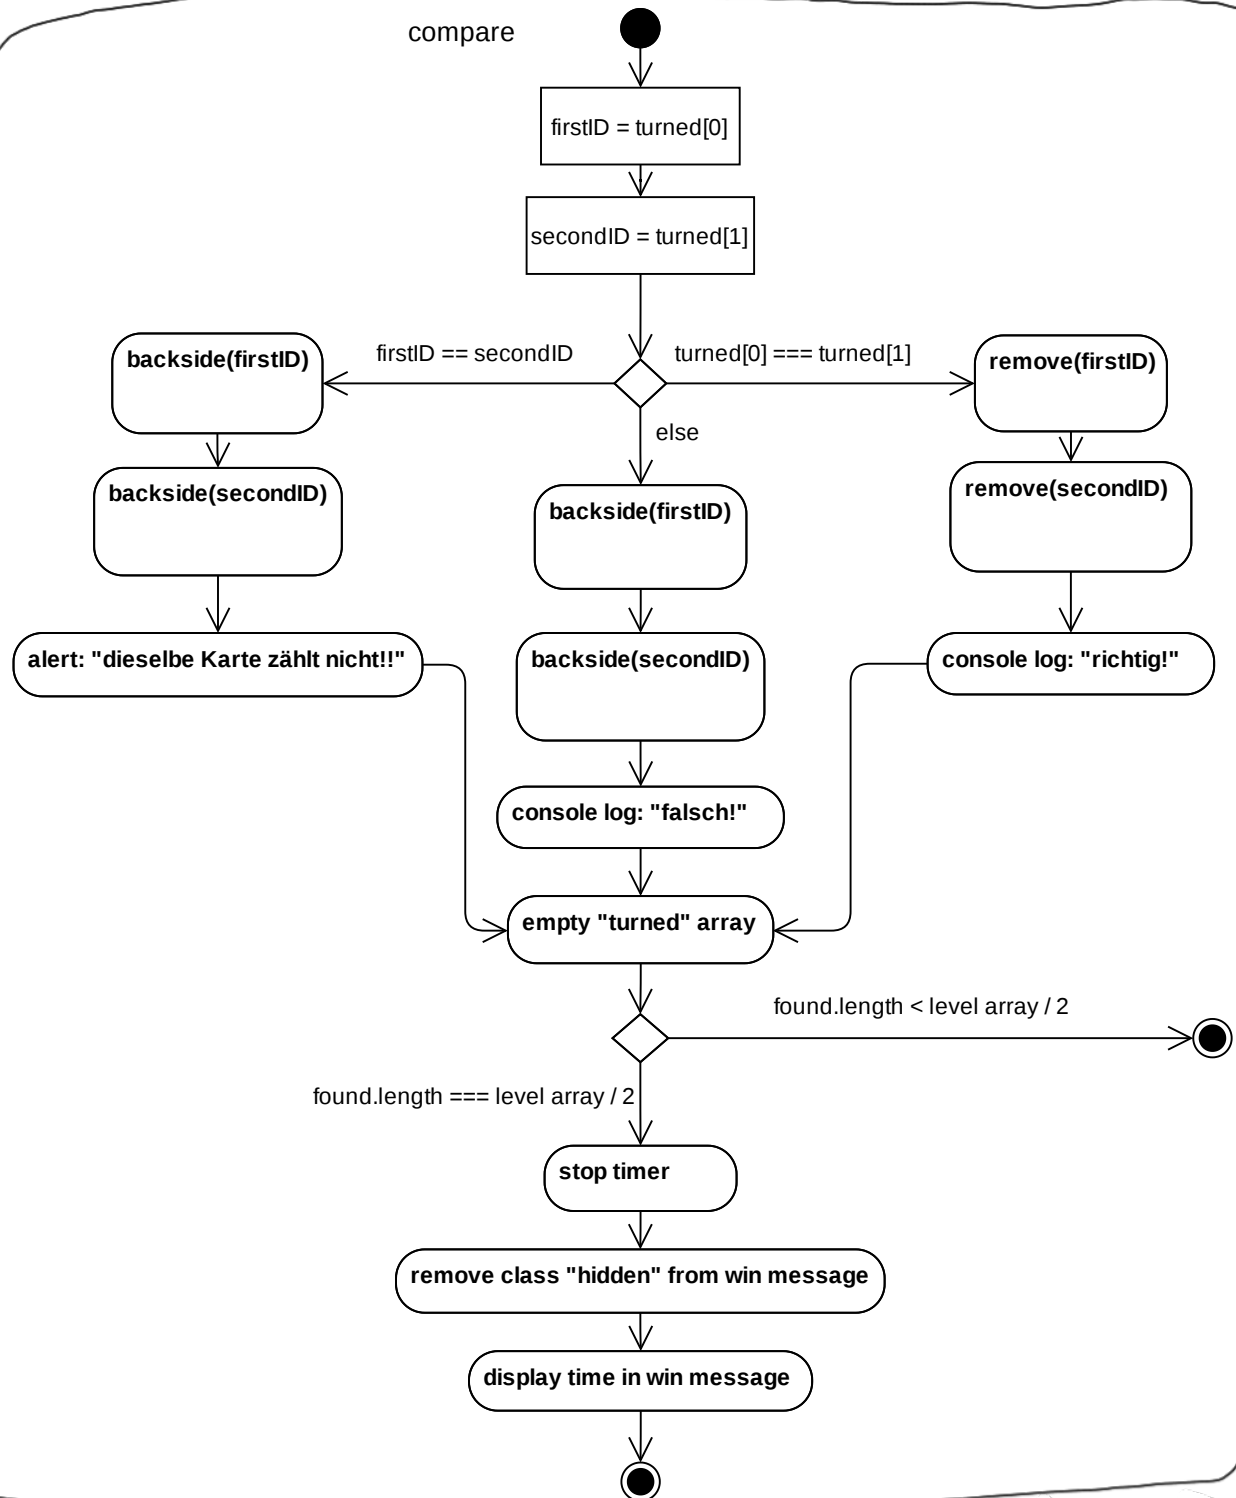 compare
firstID = turned[0]
secondID = turned[1]
firstID == secondID
turned[0] === turned[1]
else
backside(firstID)
backside(secondID)
alert: "dieselbe Karte zählt nicht!!"
backside(firstID)
backside(secondID)
console log: "falsch!"
remove(firstID)
remove(secondID)
console log: "richtig!"
empty "turned" array
found.length < level array / 2
found.length === level array / 2
stop timer
remove class "hidden" from win message
display time in win message